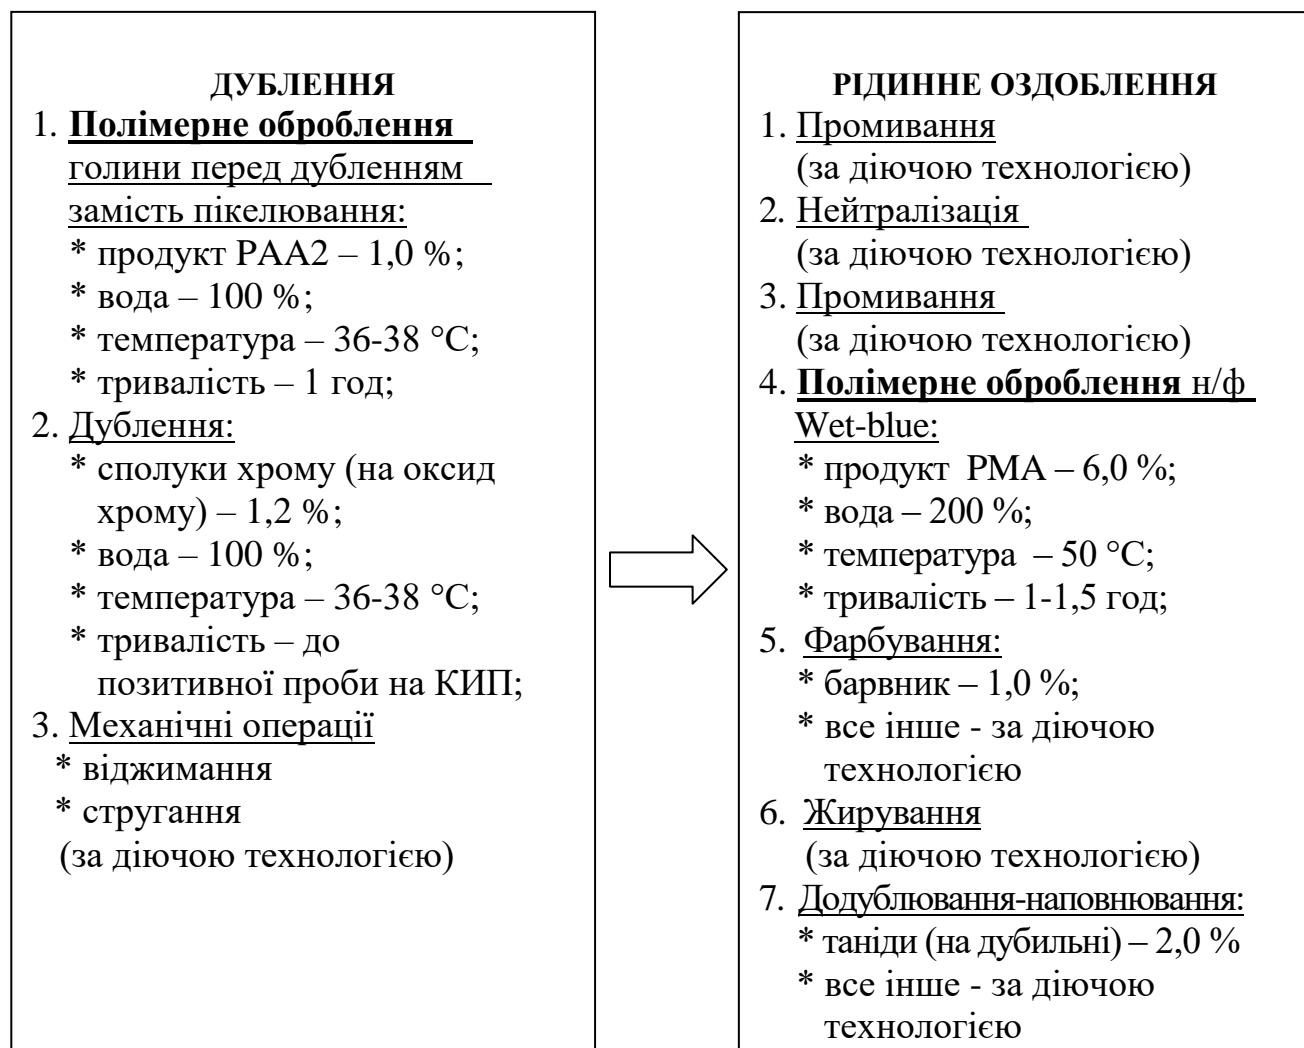 ДУБЛЕННЯ
1. Полімерне оброблення
голини перед дубленням
замість пікелювання:
* продукт РАА2 – 1,0 %;
* вода – 100 %;
* температура – 36-38 °С;
* тривалість – 1 год;
2. Дублення:
* сполуки хрому (на оксид
хрому) – 1,2 %;
* вода – 100 %;
* температура – 36-38 °С;
* тривалість – до
позитивної проби на КИП;
3. Механічні операції
* віджимання
* стругання
(за діючою технологією)
РІДИННЕ ОЗДОБЛЕННЯ
1. Промивання
(за діючою технологією)
2. Нейтралізація
(за діючою технологією)
3. Промивання
(за діючою технологією)
4. Полімерне оброблення н/ф
Wet-blue:
* продукт РМА – 6,0 %;
* вода – 200 %;
* температура – 50 °С;
* тривалість – 1-1,5 год;
5. Фарбування:
* барвник – 1,0 %;
* все інше - за діючою
технологією
6. Жирування
(за діючою технологією)
7. Додублювання-наповнювання:
* таніди (на дубильні) – 2,0 %
* все інше - за діючою
технологією